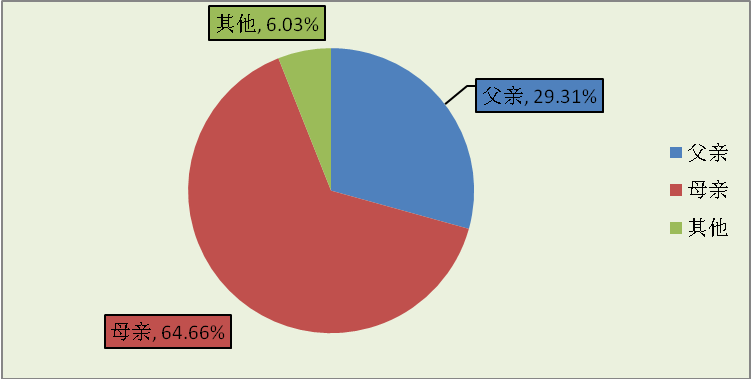 其他, 6.03%
父亲, 29.31%
母亲, 64.66%
父亲
母亲
其他